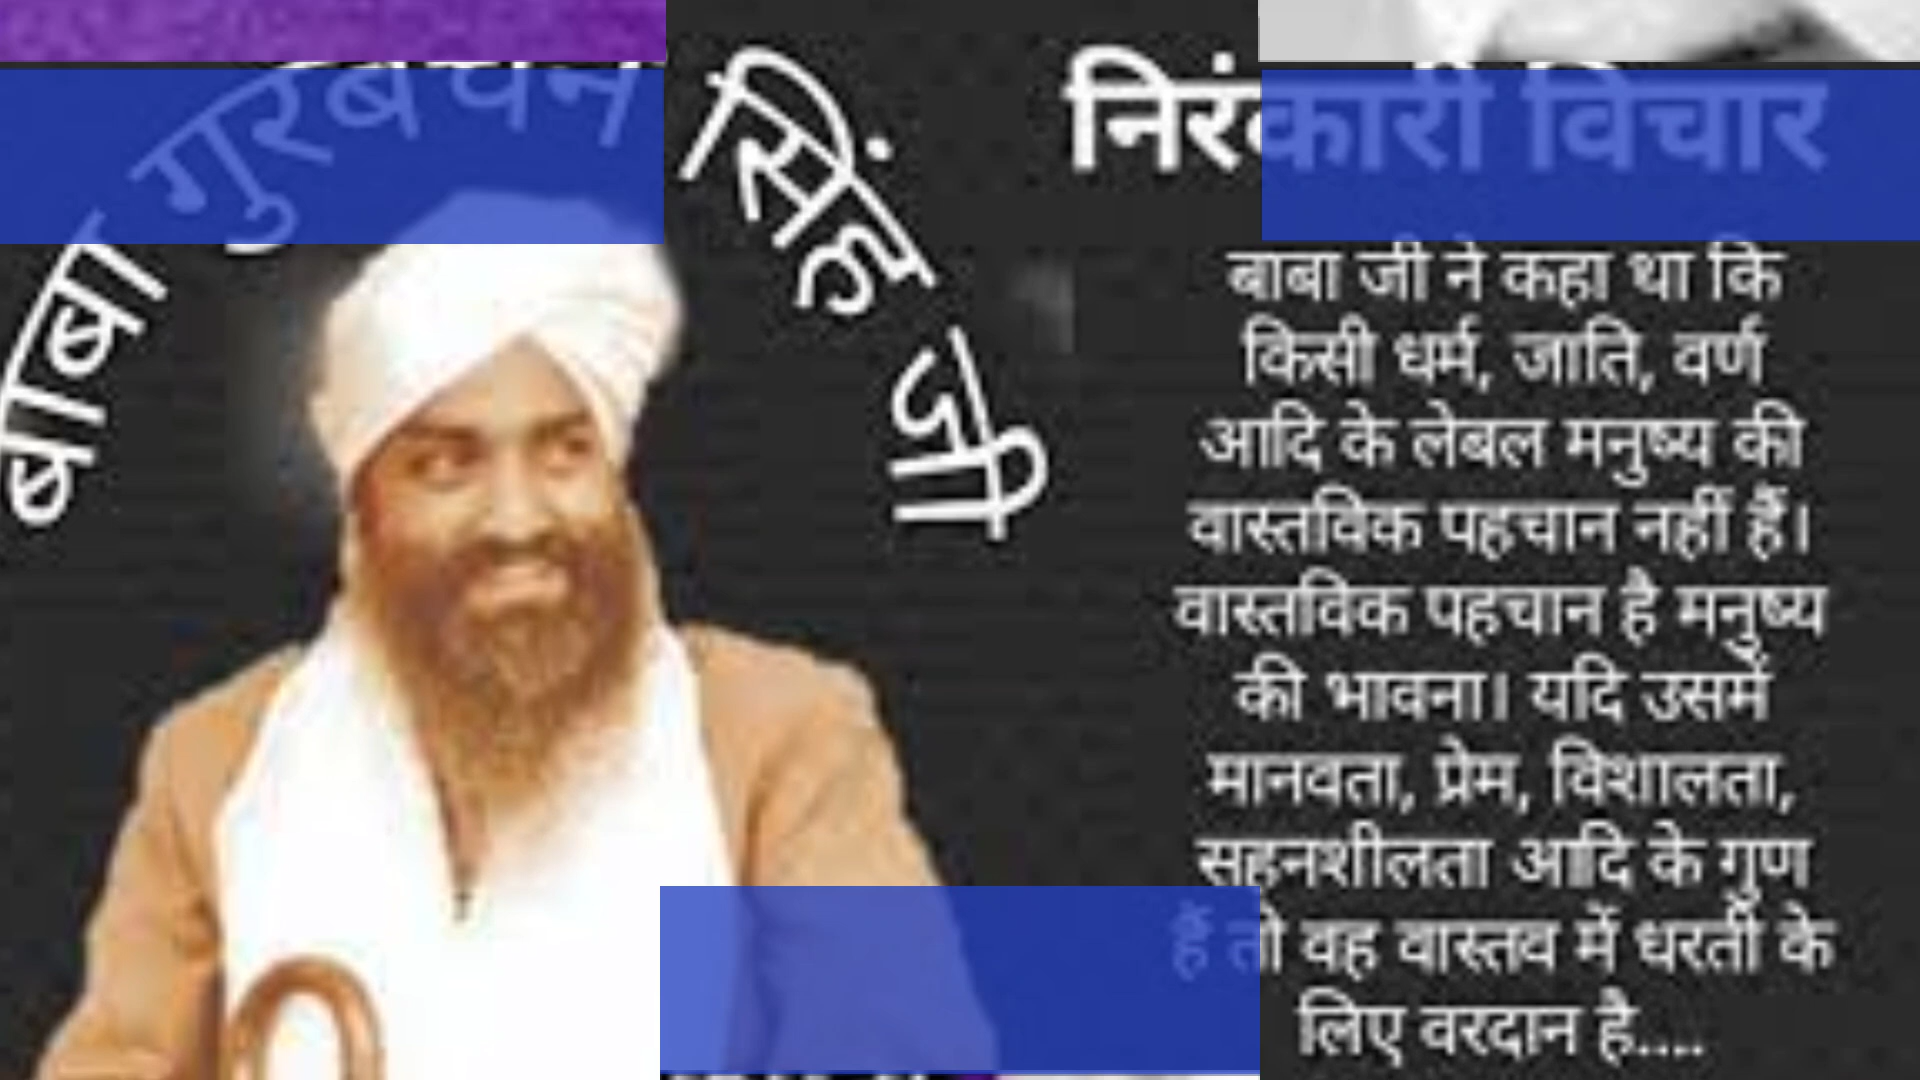 बाबा गुरबचन सिंह जी
निरंकारी विचार
बाबा जी ने कहा था कि
किसी धर्म, जाति, वर्ण
आदि के लेबल मनुष्य की
वास्तविक पहचान नहीं हैं।
वास्तविक पहचान है मनुष्य
की भावना। यदि उसमें
मानवता, प्रेम, विशालता,
सहनशीलता आदि के गुण
हैं तो वह वास्तव में धरती के
लिए वरदान है....